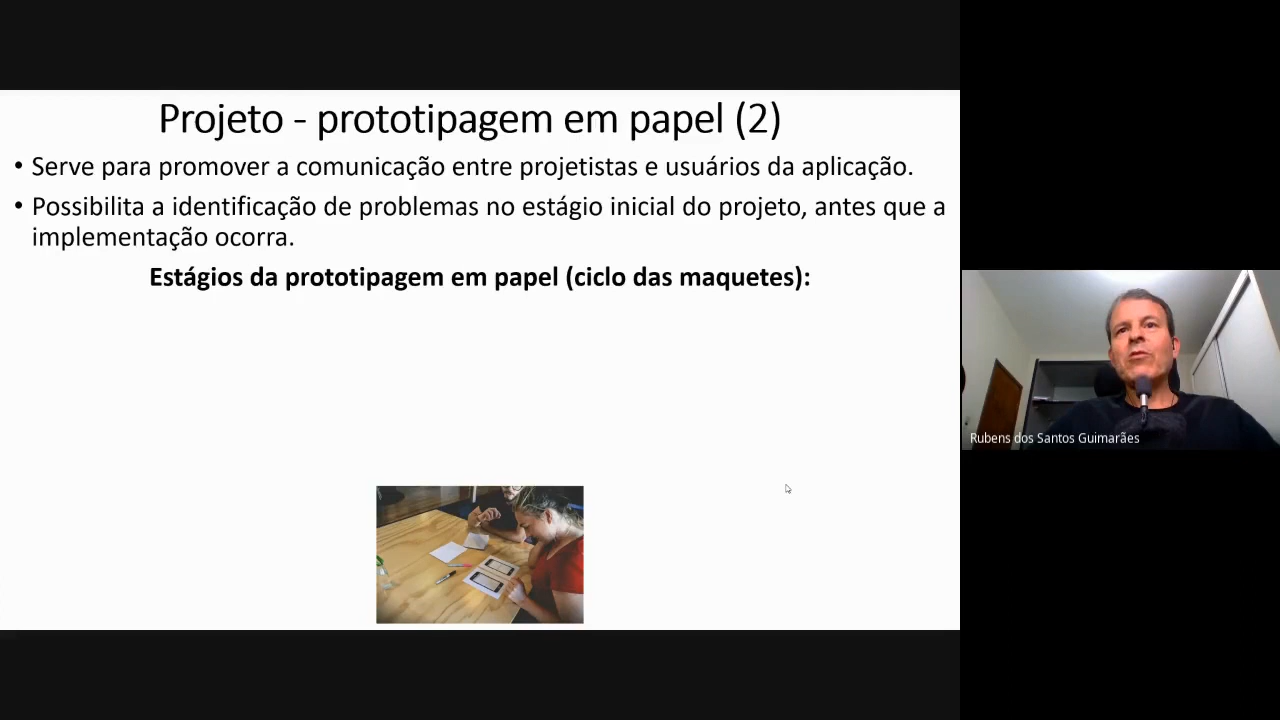 Projeto - prototipagem em papel (2)
• Serve para promover a comunicação entre projetistas e usuários da aplicação.
• Possibilita a identificação de problemas no estágio inicial do projeto, antes que a
implementação ocorra.
Estágios da prototipagem em papel (ciclo das maquetes):
Rubens dos Santos Guimarães